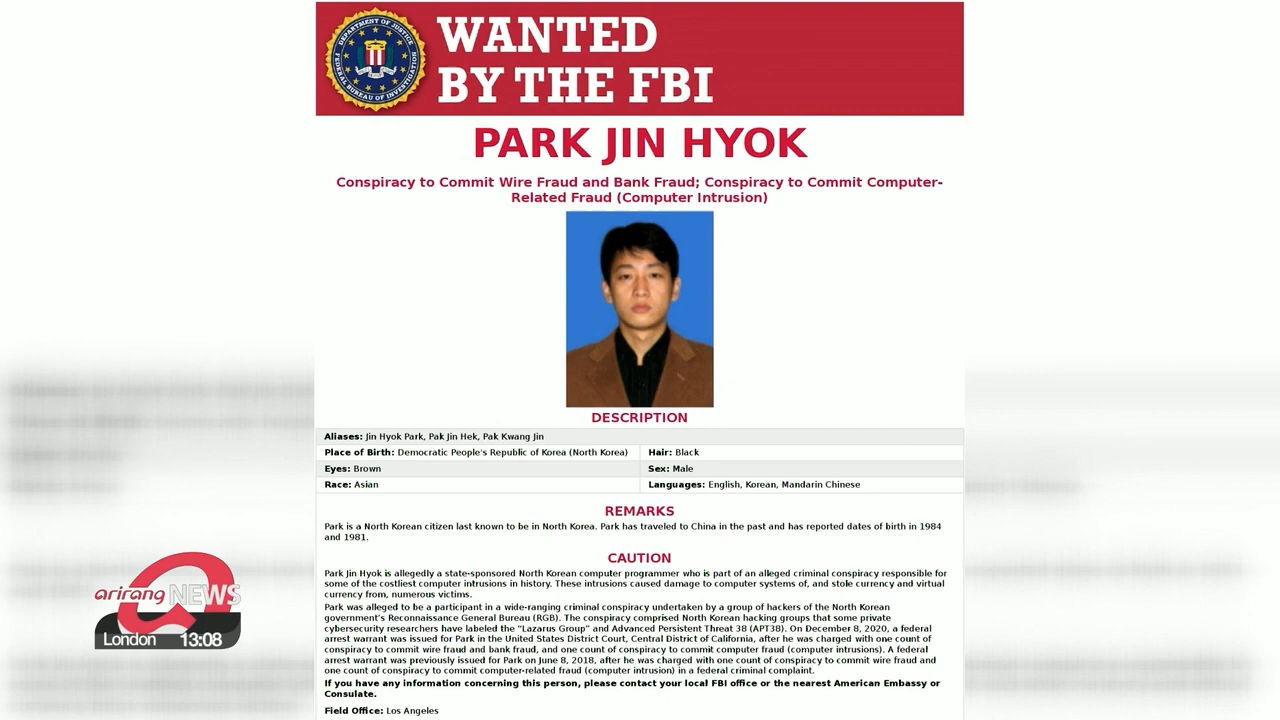 DEPARTMENT OF JUSTICE
FEDERAL BUREAU OF INVESTIGATION
WANTED
BY THE FBI
PARK JIN HYOK
Conspiracy to Commit Wire Fraud and Bank Fraud; Conspiracy to Commit Computer-
Related Fraud (Computer Intrusion)
DESCRIPTION
Aliases: Jin Hyok Park, Pak Jin Hek, Pak Kwang Jin
Place of Birth: Democratic People's Republic of Korea (North Korea) Hair: Black
Eyes: Brown Sex: Male
Race: Asian Languages: English, Korean, Mandarin Chinese
REMARKS
Park is a North Korean citizen last known to be in North Korea. Park has traveled to China in the past and has reported dates of birth in 1984
and 1981.
CAUTION
Park Jin Hyok is allegedly a state-sponsored North Korean computer programmer who is part of an alleged criminal conspiracy responsible for
some of the costliest computer intrusions in history. These intrusions caused damage to computer systems of, and stole currency and virtual
currency from, numerous victims.
Park was alleged to be a participant in a wide-ranging criminal conspiracy undertaken by a group of hackers of the North Korean
government's Reconnaissance General Bureau (RGB). The conspiracy comprised North Korean hacking groups that some private
cybersecurity researchers have labeled the "Lazarus Group" and Advanced Persistent Threat 38 (APT38). On December 8, 2020, a federal
arrest warrant was issued for Park in the United States District Court, Central District of California, after he was charged with one count of
conspiracy to commit wire fraud and bank fraud, and one count of conspiracy to commit computer fraud (computer intrusions). A federal
arrest warrant was previously issued for Park on June 8, 2018, after he was charged with one count of conspiracy to commit wire fraud and
one count of conspiracy to commit computer-related fraud (computer intrusion) in a federal criminal complaint.
If you have any information concerning this person, please contact your local FBI office or the nearest American Embassy or
Consulate.
Field Office: Los Angeles
arirang NEWS
London 13:08